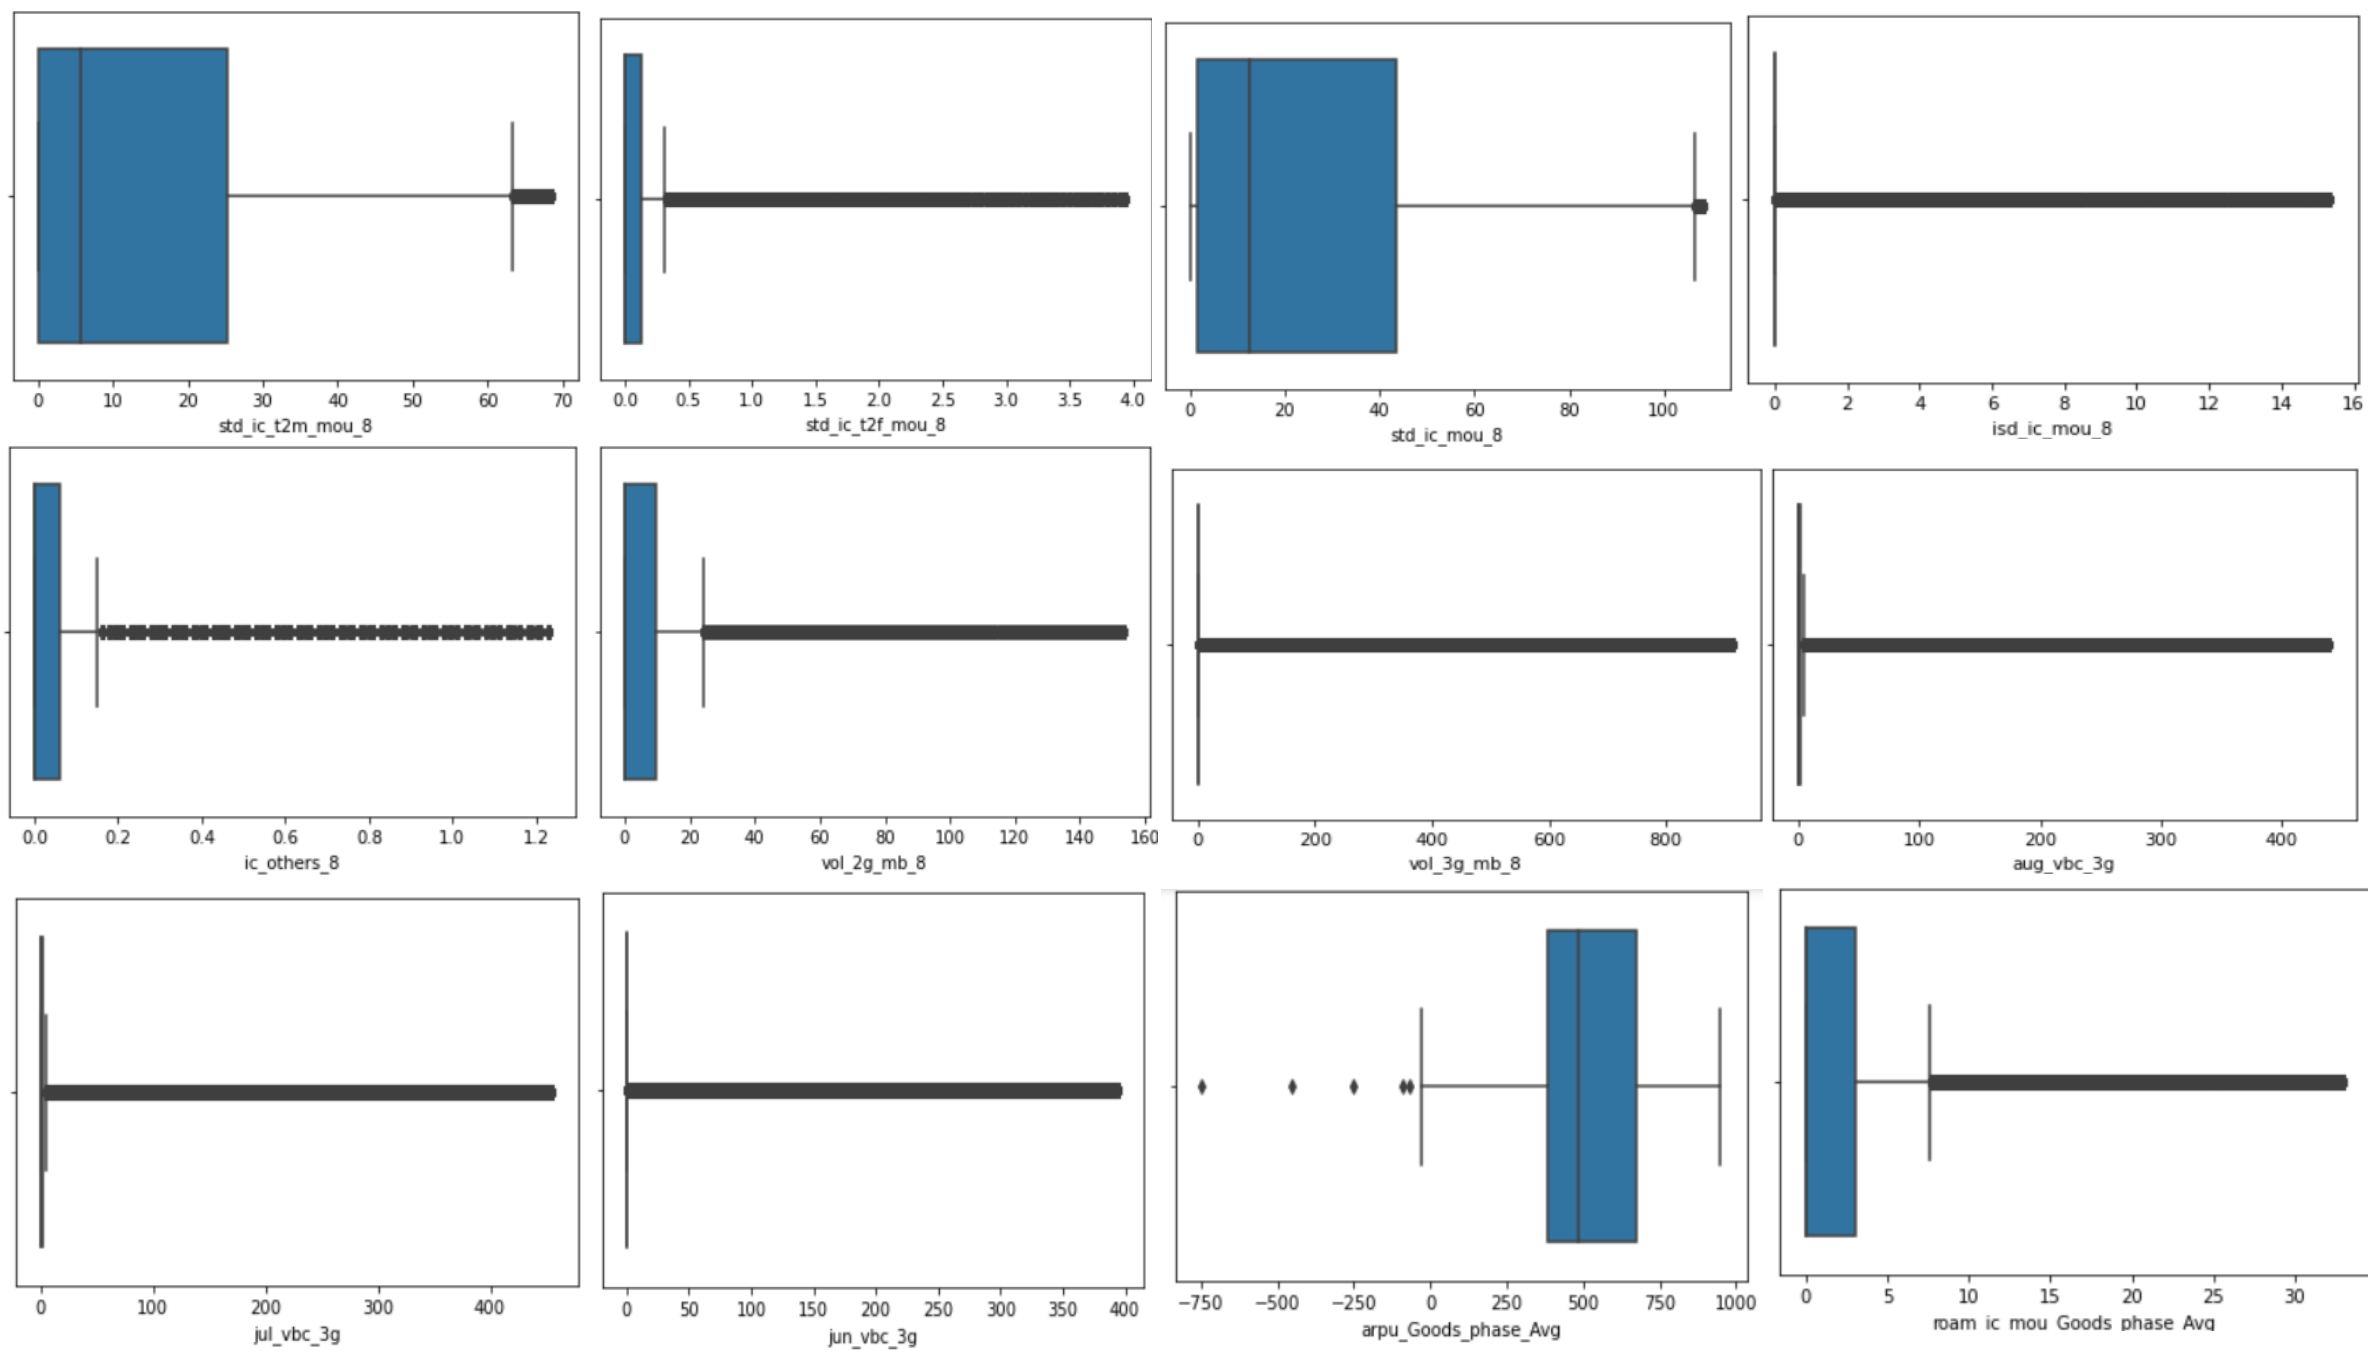 0 10 20 30 40 50 60 70
std_ic_t2m_mou_8
0.0 0.5 1.0 1.5 2.0 2.5 3.0 3.5 4.0
std_ic_t2f_mou_8
0 20 40 60 80 100
std_ic_mou_8
0 2 4 6 8 10 12 14 16
isd_ic_mou_8
0.0 0.2 0.4 0.6 0.8 1.0 1.2
ic_others_8
0 20 40 60 80 100 120 140 160
vol_2g_mb_8
0 200 400 600 800
vol_3g_mb_8
0 100 200 300 400
aug_vbc_3g
0 100 200 300 400
jul_vbc_3g
0 50 100 150 200 250 300 350 400
jun_vbc_3g
−750 −500 −250 0 250 500 750 1000
arpu_Goods_phase_Avg
0 5 10 15 20 25 30
roam_ic_mou_Goods_phase_Avg